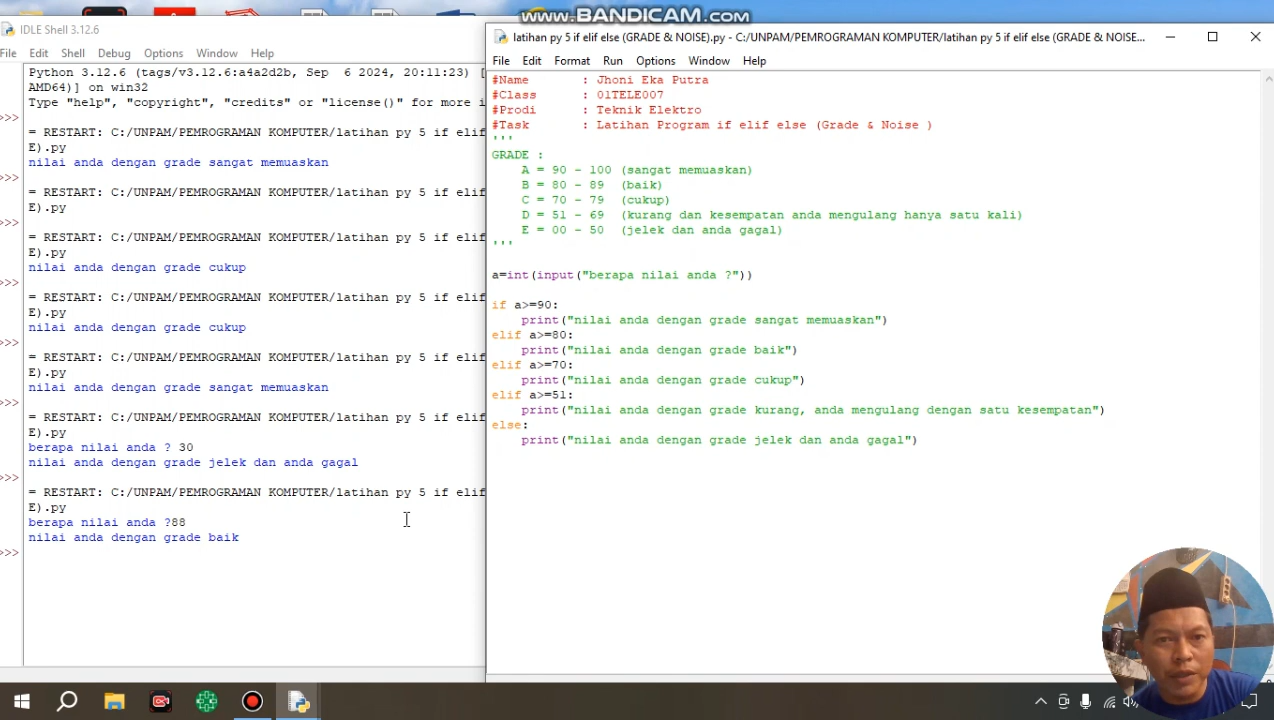 www.BANDICAM.com
IDLE Shell 3.12.6
File Edit Shell Debug Options Window Help
Python 3.12.6 (tags/v3.12.6:a4a2d2b, Sep  6 2024, 20:11:23) [
AMD64)] on win32
Type "help", "copyright", "credits" or "license()" for more i
>>>
= RESTART: C:/UNPAM/PEMROGRAMAN KOMPUTER/latihan py 5 if elif
E).py
nilai anda dengan grade sangat memuaskan
>>>
= RESTART: C:/UNPAM/PEMROGRAMAN KOMPUTER/latihan py 5 if elif
E).py
>>>
= RESTART: C:/UNPAM/PEMROGRAMAN KOMPUTER/latihan py 5 if elif
E).py
nilai anda dengan grade cukup
>>>
= RESTART: C:/UNPAM/PEMROGRAMAN KOMPUTER/latihan py 5 if elif
E).py
nilai anda dengan grade cukup
>>>
= RESTART: C:/UNPAM/PEMROGRAMAN KOMPUTER/latihan py 5 if elif
E).py
nilai anda dengan grade sangat memuaskan
>>>
= RESTART: C:/UNPAM/PEMROGRAMAN KOMPUTER/latihan py 5 if elif
E).py
berapa nilai anda ? 30
nilai anda dengan grade jelek dan anda gagal
>>>
= RESTART: C:/UNPAM/PEMROGRAMAN KOMPUTER/latihan py 5 if elif
E).py
berapa nilai anda ?88
nilai anda dengan grade baik
>>>
latihan py 5 if elif else (GRADE & NOISE).py - C:/UNPAM/PEMROGRAMAN KOMPUTER/latihan py 5 if elif else (GRADE & NOISE...
File Edit Format Run Options Window Help
#Name       : Jhoni Eka Putra
#Class      : 01TELE007
#Prodi      : Teknik Elektro
#Task       : Latihan Program if elif else (Grade & Noise )
'''
GRADE :
    A = 90 - 100 (sangat memuaskan)
    B = 80 - 89  (baik)
    C = 70 - 79  (cukup)
    D = 51 - 69  (kurang dan kesempatan anda mengulang hanya satu kali)
    E = 00 - 50  (jelek dan anda gagal)
'''
a=int(input("berapa nilai anda ?"))
if a>=90:
    print("nilai anda dengan grade sangat memuaskan")
elif a>=80:
    print("nilai anda dengan grade baik")
elif a>=70:
    print("nilai anda dengan grade cukup")
elif a>=51:
    print("nilai anda dengan grade kurang, anda mengulang dengan satu kesempatan")
else:
    print("nilai anda dengan grade jelek dan anda gagal")